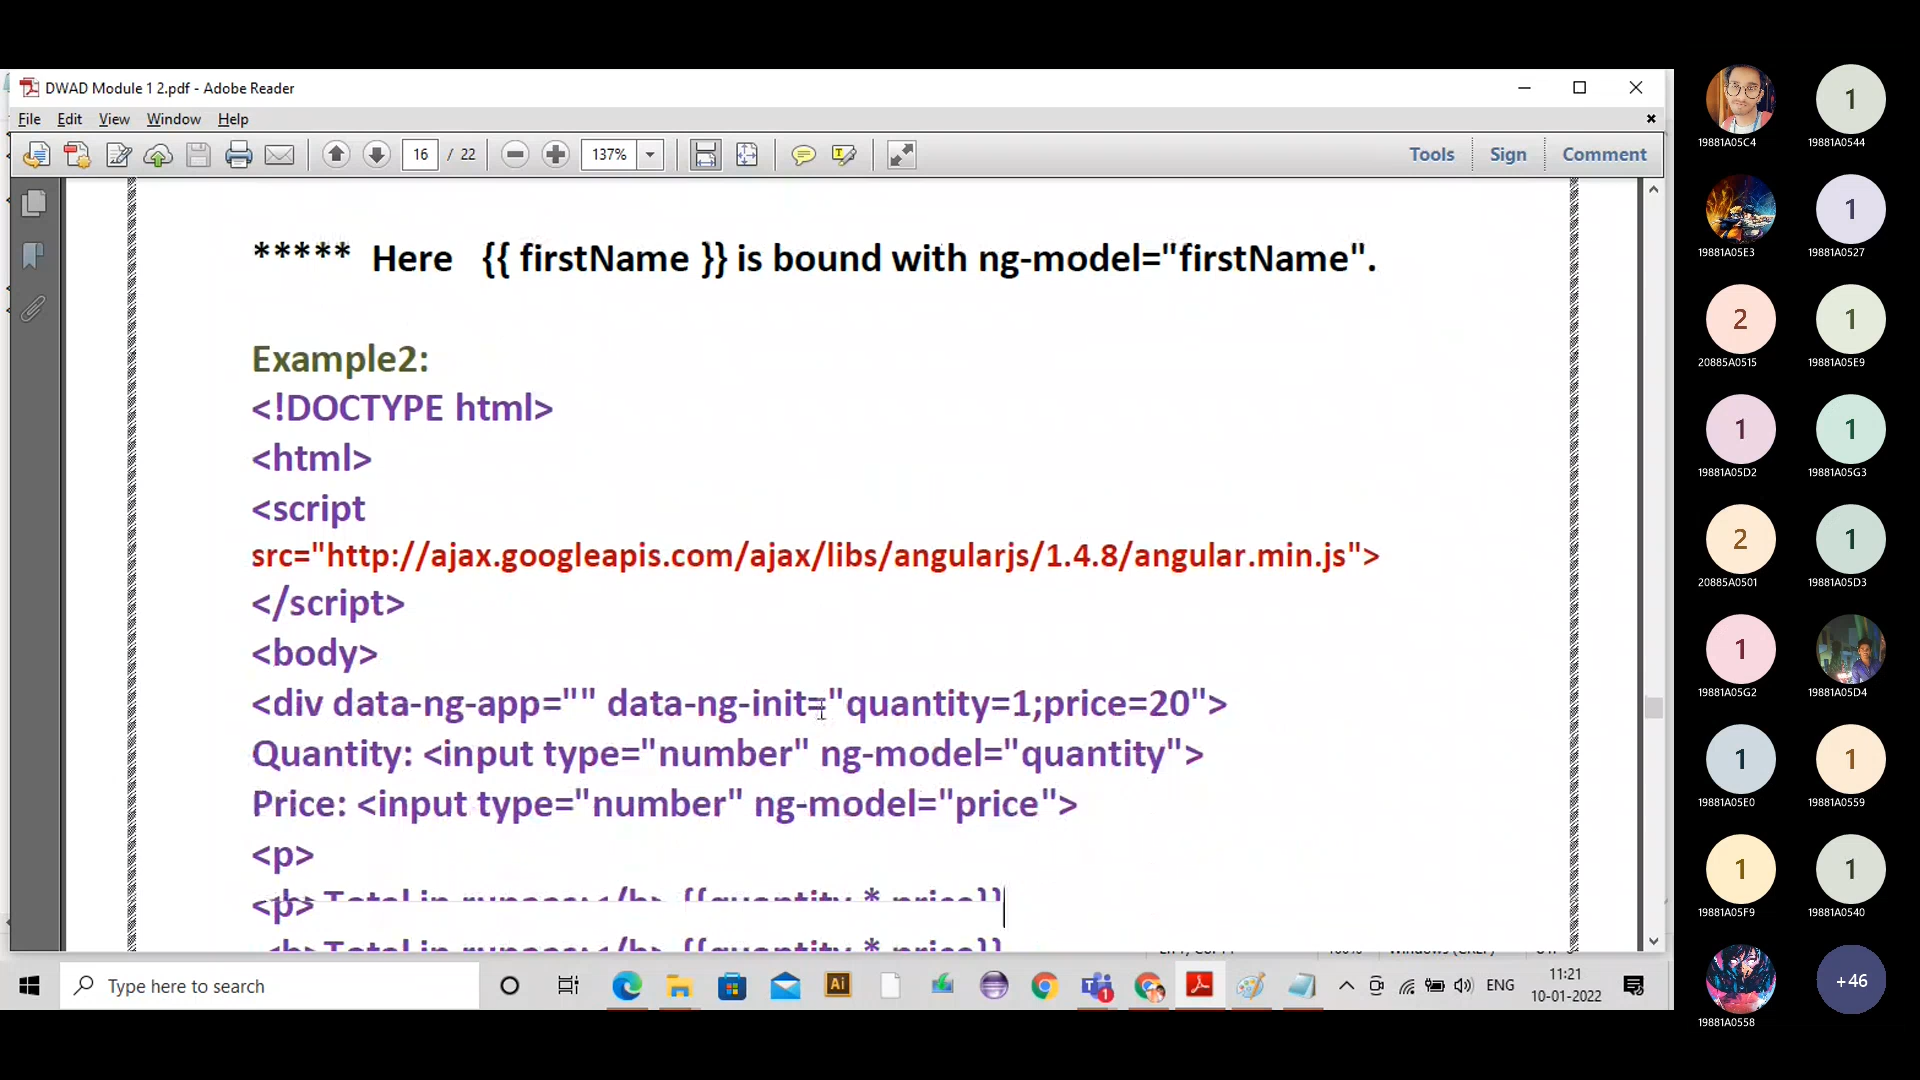 DWAD Module 1 2.pdf - Adobe Reader
File Edit View Window Help
16 / 22 137% Tools Sign Comment
***** Here {{ firstName }} is bound with ng-model="firstName".
Example2:
<!DOCTYPE html>
<html>
<script
src="http://ajax.googleapis.com/ajax/libs/angularjs/1.4.8/angular.min.js">
</script>
<body>
<div data-ng-app="" data-ng-init="quantity=1;price=20">
Quantity: <input type="number" ng-model="quantity">
Price: <input type="number" ng-model="price">
<p>
<p>
Type here to search
Ai
1
ENG
11:21
10-01-2022
19881A05C4
1
19881A0544
19881A05E3
1
19881A0527
2
20885A0515
1
19881A05E9
1
19881A05D2
1
19881A05G3
2
20885A0501
1
19881A05D3
1
19881A05G2
19881A05D4
1
19881A05E0
1
19881A0559
1
19881A05F9
1
19881A0540
19881A0558
+46